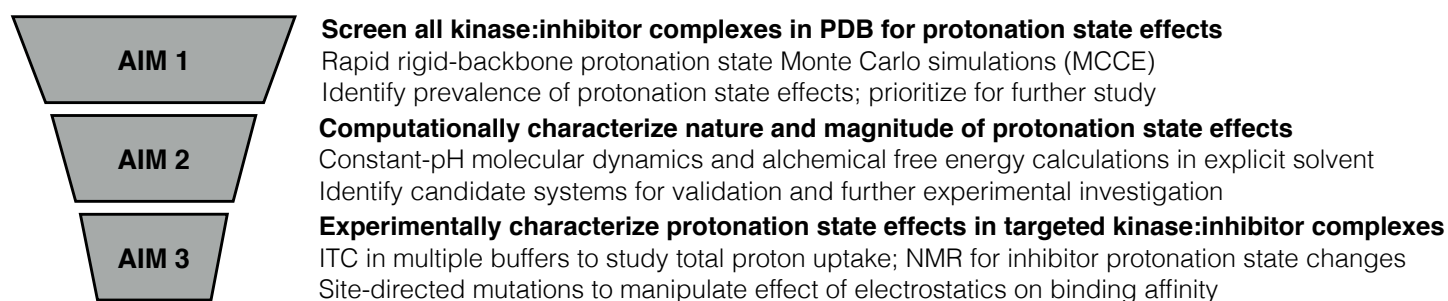 AIM 1
Screen all kinase:inhibitor complexes in PDB for protonation state effects
Rapid rigid-backbone protonation state Monte Carlo simulations (MCCE)
Identify prevalence of protonation state effects; prioritize for further study
AIM 2
Computationally characterize nature and magnitude of protonation state effects
Constant-pH molecular dynamics and alchemical free energy calculations in explicit solvent
Identify candidate systems for validation and further experimental investigation
AIM 3
Experimentally characterize protonation state effects in targeted kinase:inhibitor complexes
ITC in multiple buffers to study total proton uptake; NMR for inhibitor protonation state changes
Site-directed mutations to manipulate effect of electrostatics on binding affinity